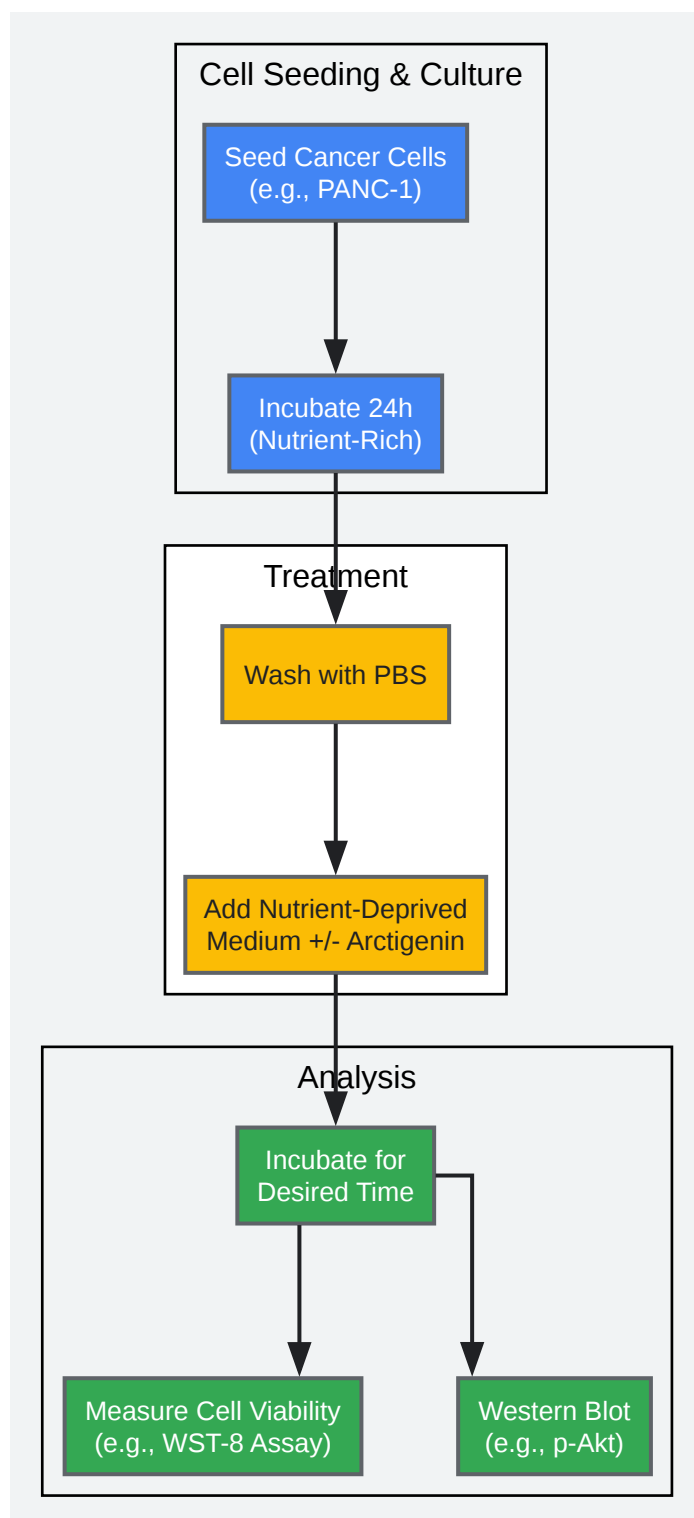 Cell Seeding & Culture
Seed Cancer Cells
(e.g., PANC-1)
Incubate 24h
(Nutrient-Rich)
Treatment
Wash with PBS
Add Nutrient-Deprived
Medium +/- Arctigenin
Analysis
Incubate for
Desired Time
Measure Cell Viability
(e.g., WST-8 Assay)
Western Blot
(e.g., p-Akt)